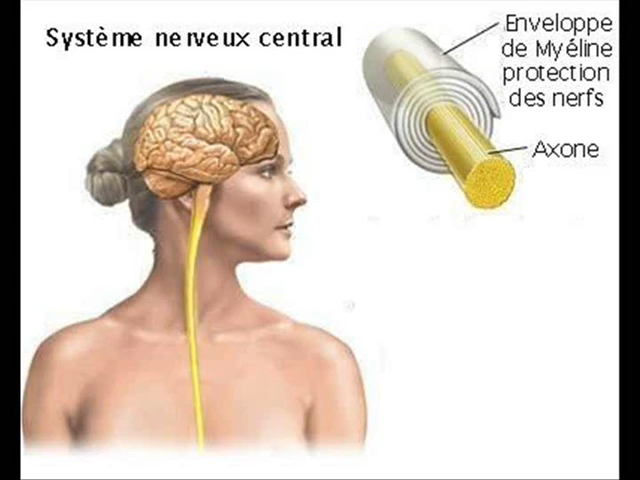 Système nerveux central
Enveloppe
de Myéline
protection
des nerfs
Axone